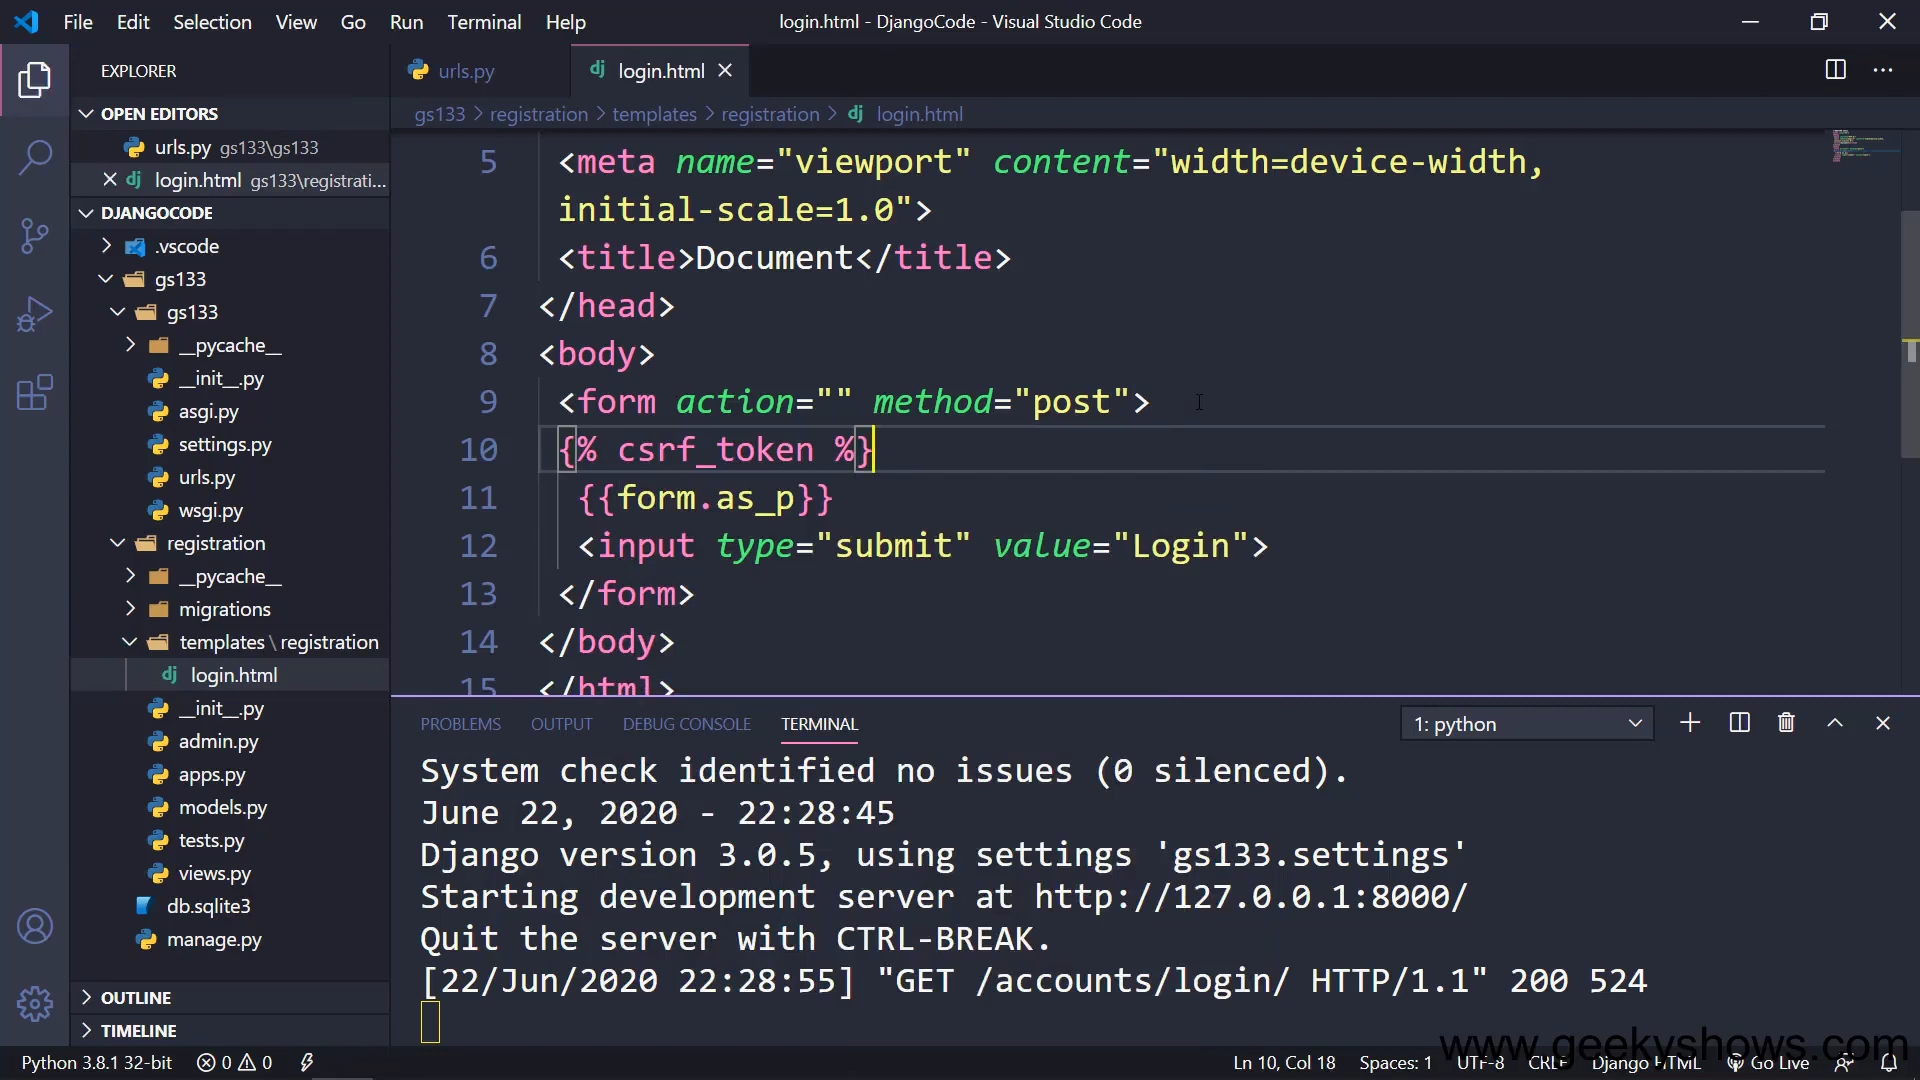 File Edit Selection View Go Run Terminal Help
login.html - DjangoCode - Visual Studio Code
EXPLORER
OPEN EDITORS
urls.py gs133\gs133
login.html gs133\registrati...
DJANGOCODE
.vscode
gs133
gs133
__pycache__
__init__.py
asgi.py
settings.py
urls.py
wsgi.py
registration
__pycache__
migrations
templates \ registration
login.html
__init__.py
admin.py
apps.py
models.py
tests.py
views.py
db.sqlite3
manage.py
OUTLINE
TIMELINE
urls.py
login.html
gs133 > registration > templates > registration > login.html
5 <meta name="viewport" content="width=device-width,
initial-scale=1.0">
6 <title>Document</title>
7 </head>
8 <body>
9 <form action="" method="post">
10 {% csrf_token %}
11 {{form.as_p}}
12 <input type="submit" value="Login">
13 </form>
14 </body>
15 </html>
PROBLEMS OUTPUT DEBUG CONSOLE TERMINAL
1: python
System check identified no issues (0 silenced).
June 22, 2020 - 22:28:45
Django version 3.0.5, using settings 'gs133.settings'
Starting development server at http://127.0.0.1:8000/
Quit the server with CTRL-BREAK.
[22/Jun/2020 22:28:55] "GET /accounts/login/ HTTP/1.1" 200 524
www.geekyshows.com
Python 3.8.1 32-bit 0 0 Ln 10, Col 18 Spaces: 1 UTF-8 CRLF Django HTML Go Live